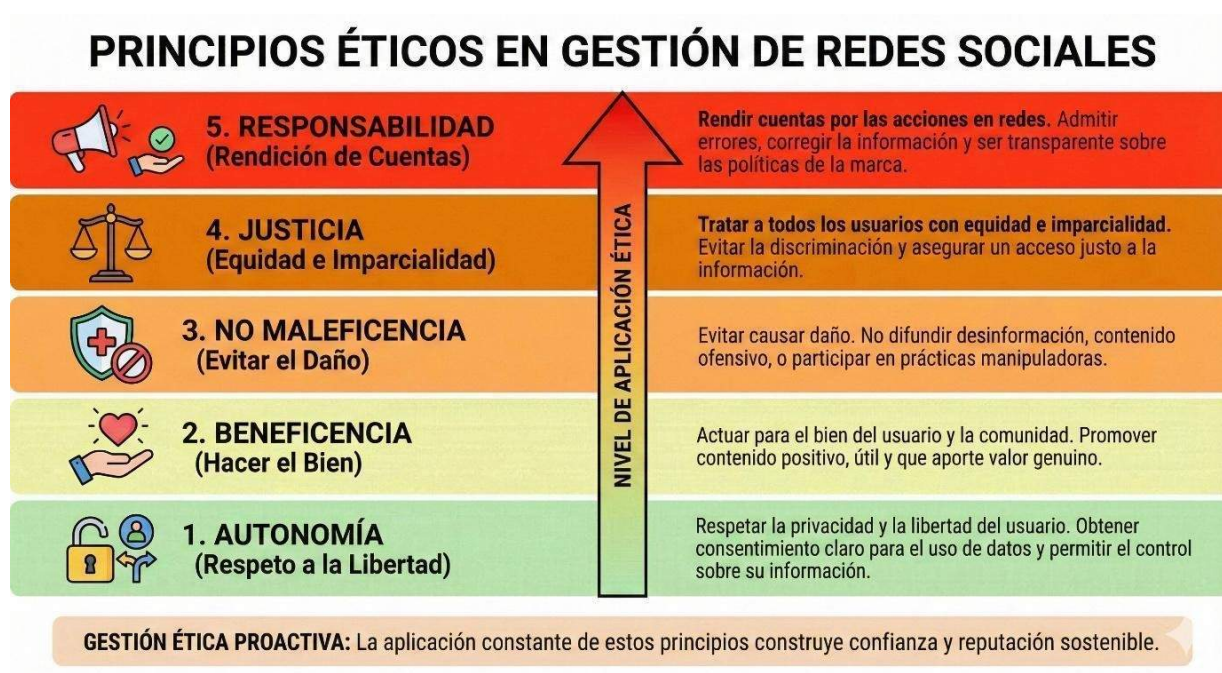 PRINCIPIOS ÉTICOS EN GESTIÓN DE REDES SOCIALES
5. RESPONSABILIDAD
(Rendición de Cuentas)
Rendir cuentas por las acciones en redes. Admitir
errores, corregir la información y ser transparente sobre
las políticas de la marca.
4. JUSTICIA
(Equidad e Imparcialidad)
Tratar a todos los usuarios con equidad e imparcialidad.
Evitar la discriminación y asegurar un acceso justo a la
información.
3. NO MALEFICENCIA
(Evitar el Daño)
Evitar causar daño. No difundir desinformación, contenido
ofensivo, o participar en prácticas manipuladoras.
2. BENEFICENCIA
(Hacer el Bien)
Actuar para el bien del usuario y la comunidad. Promover
contenido positivo, útil y que aporte valor genuino.
1. AUTONOMÍA
(Respeto a la Libertad)
Respetar la privacidad y la libertad del usuario. Obtener
consentimiento claro para el uso de datos y permitir el control
sobre su información.
NIVEL DE APLICACIÓN ÉTICA
GESTIÓN ÉTICA PROACTIVA: La aplicación constante de estos principios construye confianza y reputación sostenible.